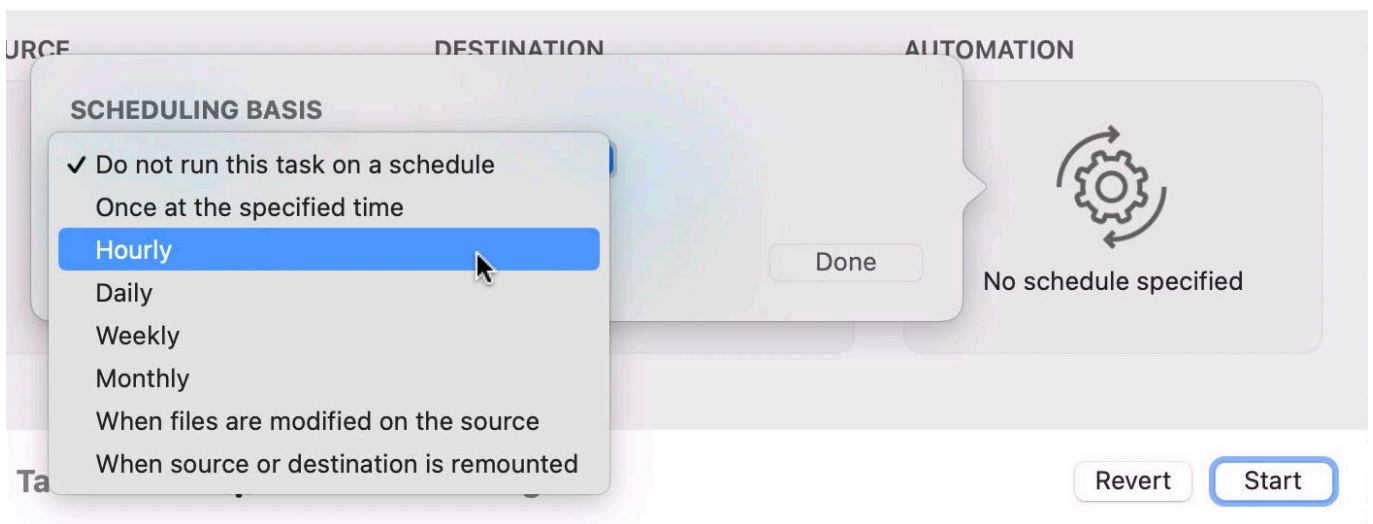 DESTINATION
AUTOMATION
SCHEDULING BASIS
✓ Do not run this task on a schedule
Once at the specified time
Hourly
Daily
Weekly
Monthly
When files are modified on the source
When source or destination is remounted
Done
No schedule specified
Revert
Start